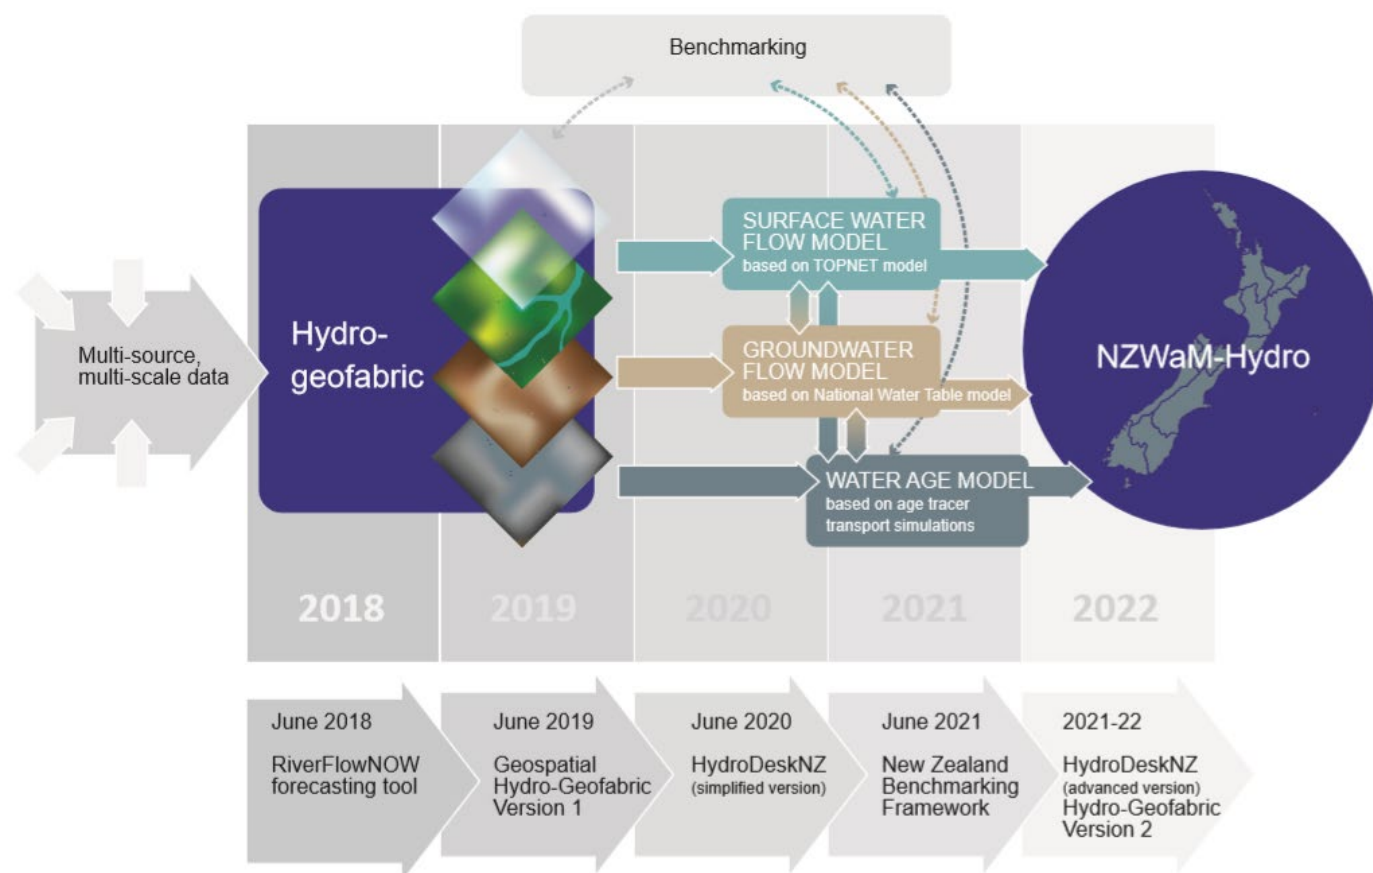 Benchmarking
Multi-source,
multi-scale data
Hydro-
geofabric
SURFACE WATER
FLOW MODEL
based on TOPNET model
GROUNDWATER
FLOW MODEL
based on National Water Table model
WATER AGE MODEL
based on age tracer
transport simulations
NZWaM-Hydro
2018
2019
2020
2021
2022
June 2018
RiverFlowNOW
forecasting tool
June 2019
Geospatial
Hydro-Geofabric
Version 1
June 2020
HydroDeskNZ
(simplified version)
June 2021
New Zealand
Benchmarking
Framework
2021-22
HydroDeskNZ
(advanced version)
Hydro-Geofabric
Version 2